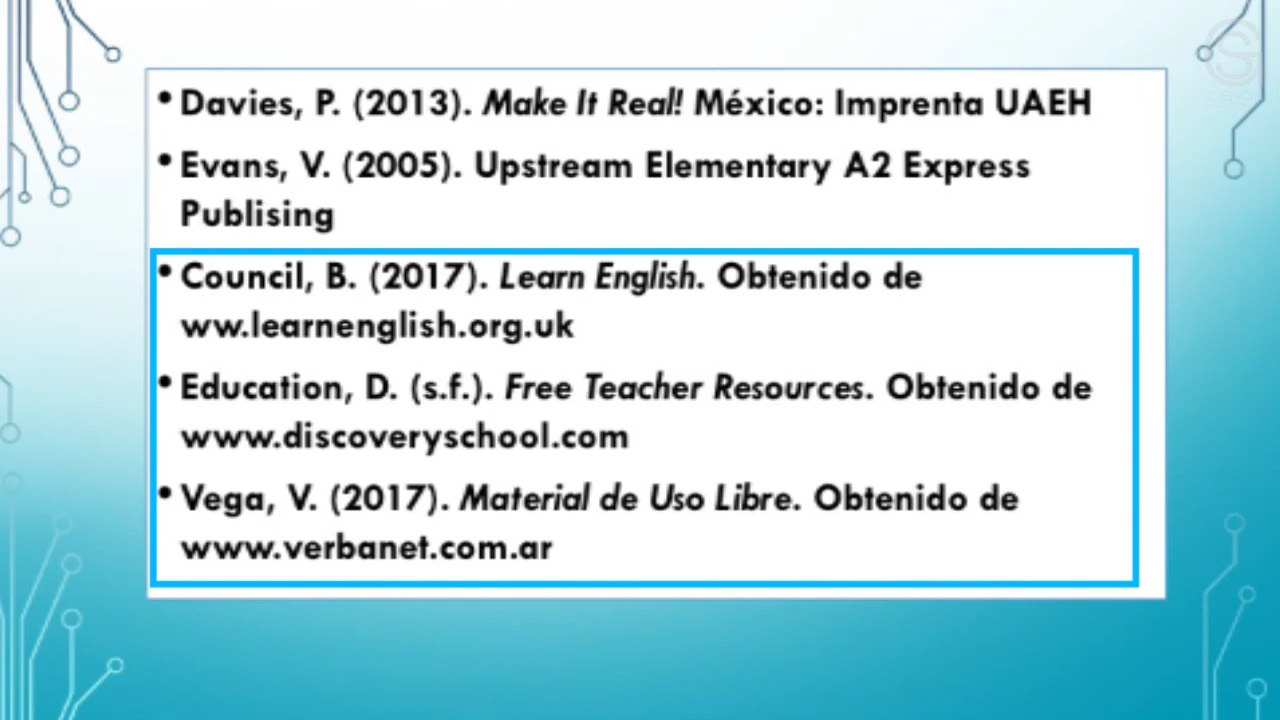 • Davies, P. (2013). Make It Real! México: Imprenta UAEH
• Evans, V. (2005). Upstream Elementary A2 Express
Publising
• Council, B. (2017). Learn English. Obtenido de
ww.learnenglish.org.uk
• Education, D. (s.f.). Free Teacher Resources. Obtenido de
www.discoveryschool.com
• Vega, V. (2017). Material de Uso Libre. Obtenido de
www.verbanet.com.ar